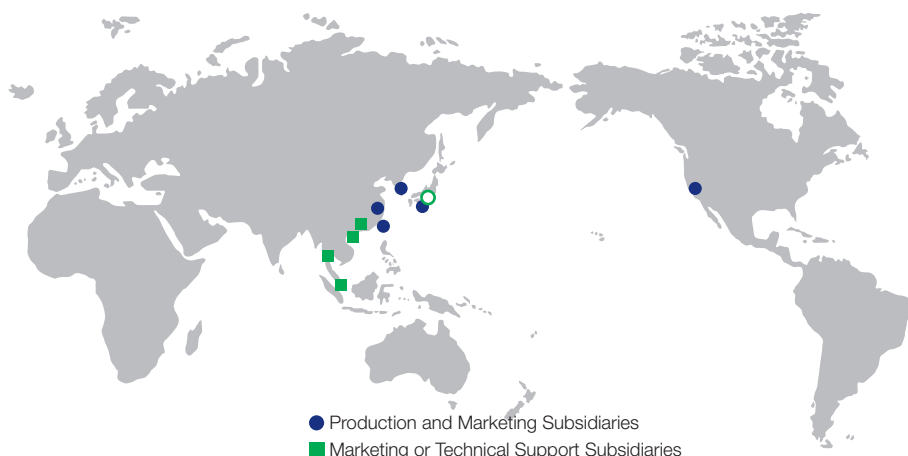 Production and Marketing Subsidiaries
Marketing or Technical Support Subsidiaries